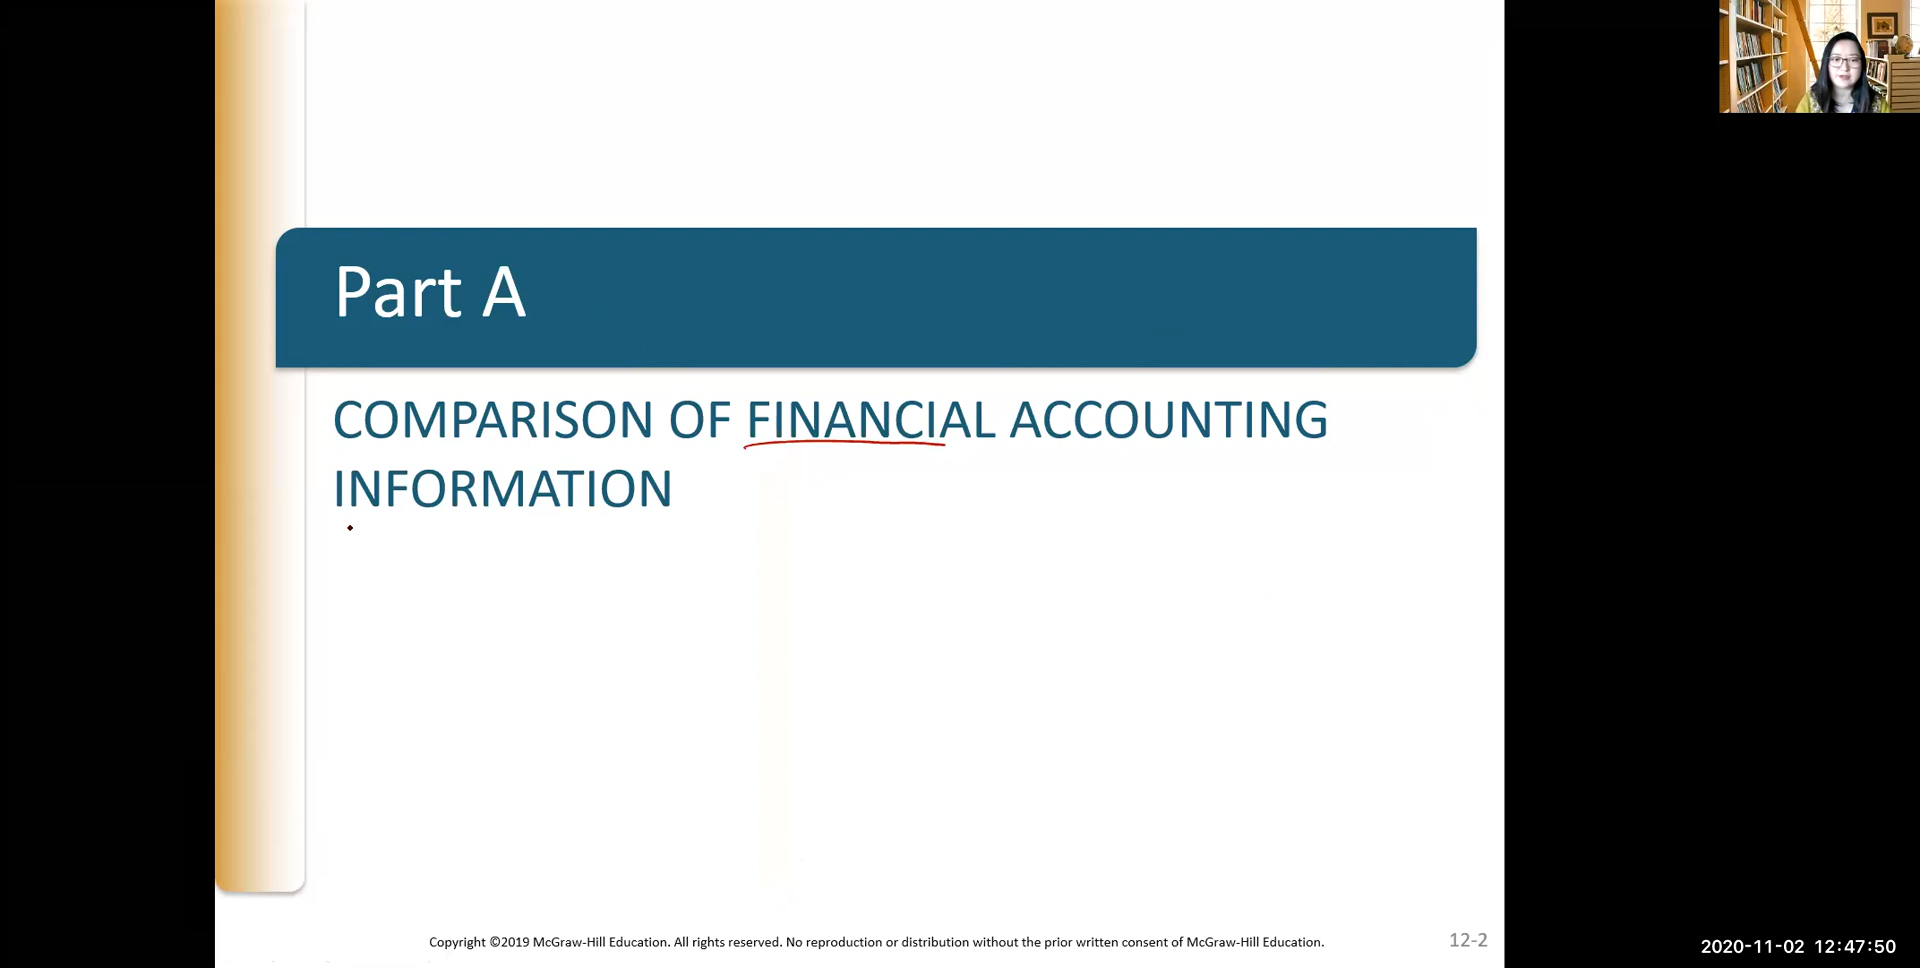 Part A
COMPARISON OF FINANCIAL ACCOUNTING
INFORMATION
Copyright ©2019 McGraw-Hill Education. All rights reserved. No reproduction or distribution without the prior written consent of McGraw-Hill Education.
12-2
2020-11-02 12:47:50